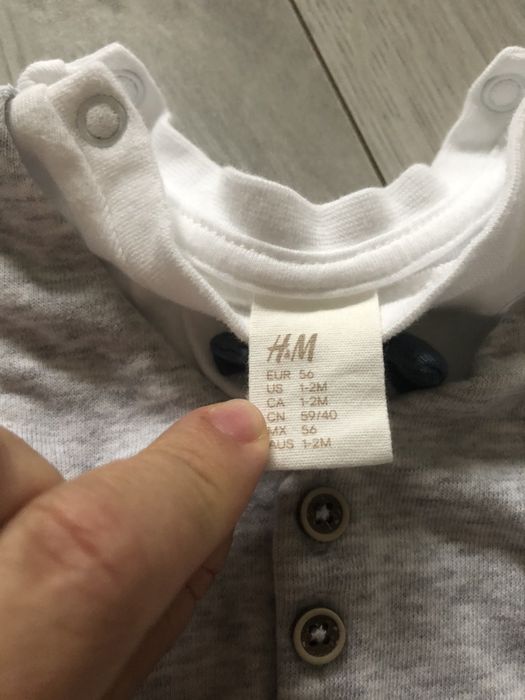 H&M
EUR 56
US 1-2M
CA 1-2M
CN 59/40
MX 56
AUS 1-2M